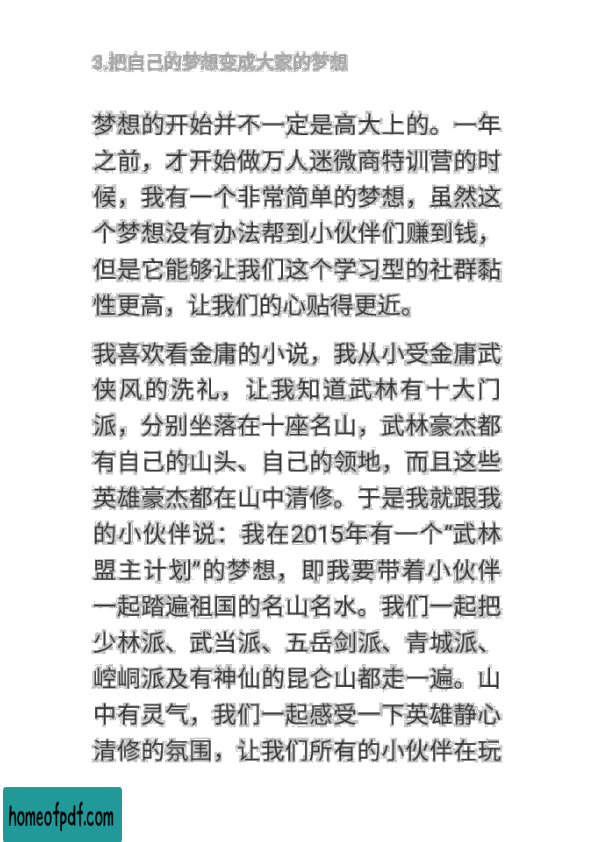 3.把自己的梦想变成大家的梦想
梦想的开始并不一定是高大上的。一年
之前，才开始做万人迷微商特训营的时
候，我有一个非常简单的梦想，虽然这
个梦想没有办法帮到小伙伴们赚到钱，
但是它能够让我们这个学习型的社群黏
性更高，让我们的心贴得更近。
我喜欢看金庸的小说，我从小受金庸武
侠风的洗礼，让我知道武林有十大门
派，分别坐落在十座名山，武林豪杰都
有自己的山头、自己的领地，而且这些
英雄豪杰都在山中清修。于是我就跟我
的小伙伴说：我在2015年有一个“武林
盟主计划”的梦想，即我要带着小伙伴
一起踏遍祖国的名山名水。我们一起把
少林派、武当派、五岳剑派、青城派、
崆峒派及有神仙的昆仑山都走一遍。山
中有灵气，我们一起感受一下英雄静心
清修的氛围，让我们所有的小伙伴在玩
homeofpdf.com